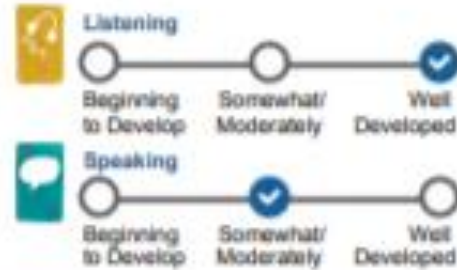 Listening
Beginning to Develop
Somewhat/ Moderately
Well Developed
Speaking
Beginning to Develop
Somewhat/ Moderately
Well Developed